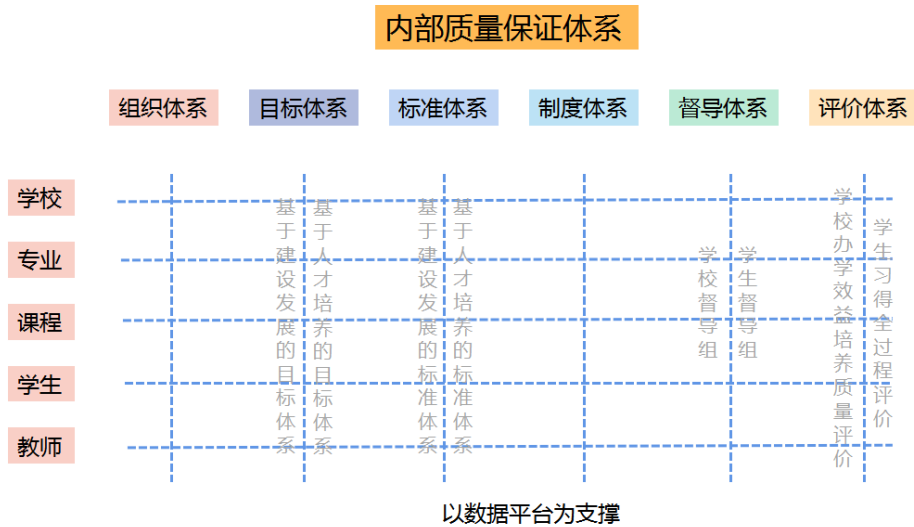 内部质量保证体系
组织体系
目标体系
标准体系
制度体系
督导体系
评价体系
学校
专业
课程
学生
教师
基于建设发展的目标体系
基于人才培养的目标体系
基于建设发展的标准体系
基于人才培养的标准体系
学校督导组
学生督导组
学校办学效益培养质量评价
学生习得全过程评价
以数据平台为支撑